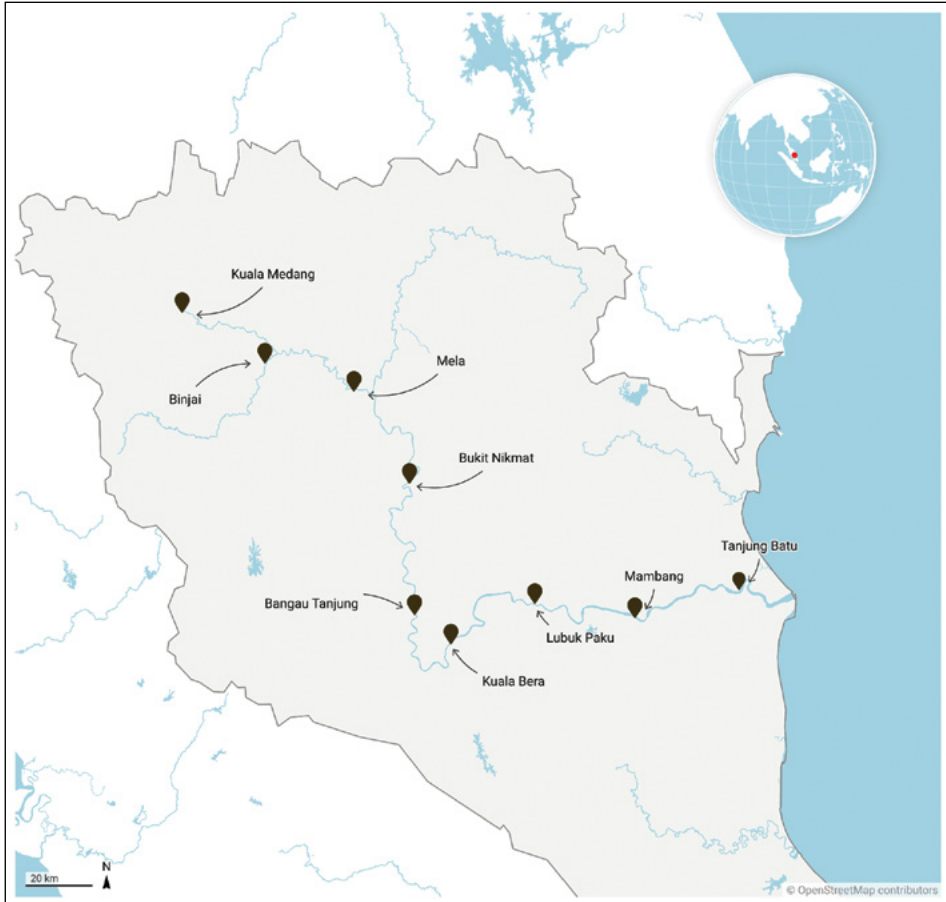 Kuala Medang
Mela
Binjai
Bukit Nikmat
Tanjung Batu
Mambang
Bangau Tanjung
Lubuk Paku
Kuala Bera
20 km
N
© OpenStreetMap contributors